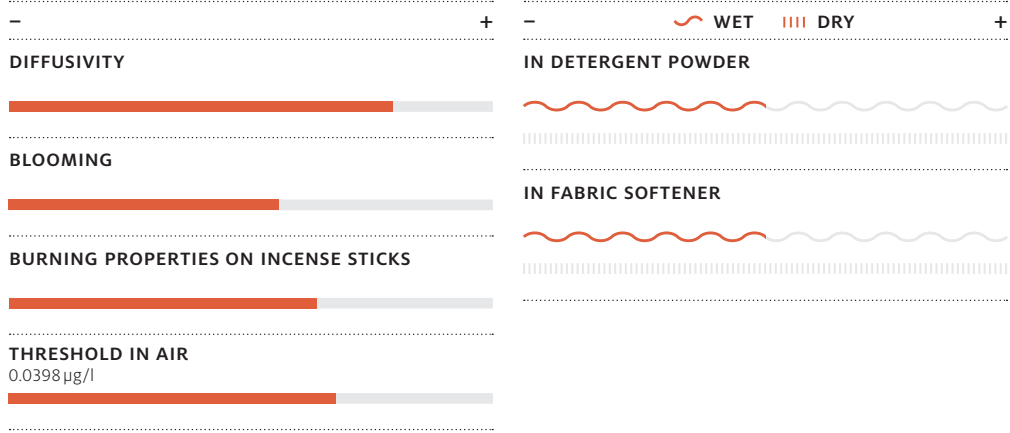 – +
DIFFUSIVITY
BLOOMING
BURNING PROPERTIES ON INCENSE STICKS
THRESHOLD IN AIR
0.0398 µg/l
– WET DRY +
IN DETERGENT POWDER
IN FABRIC SOFTENER